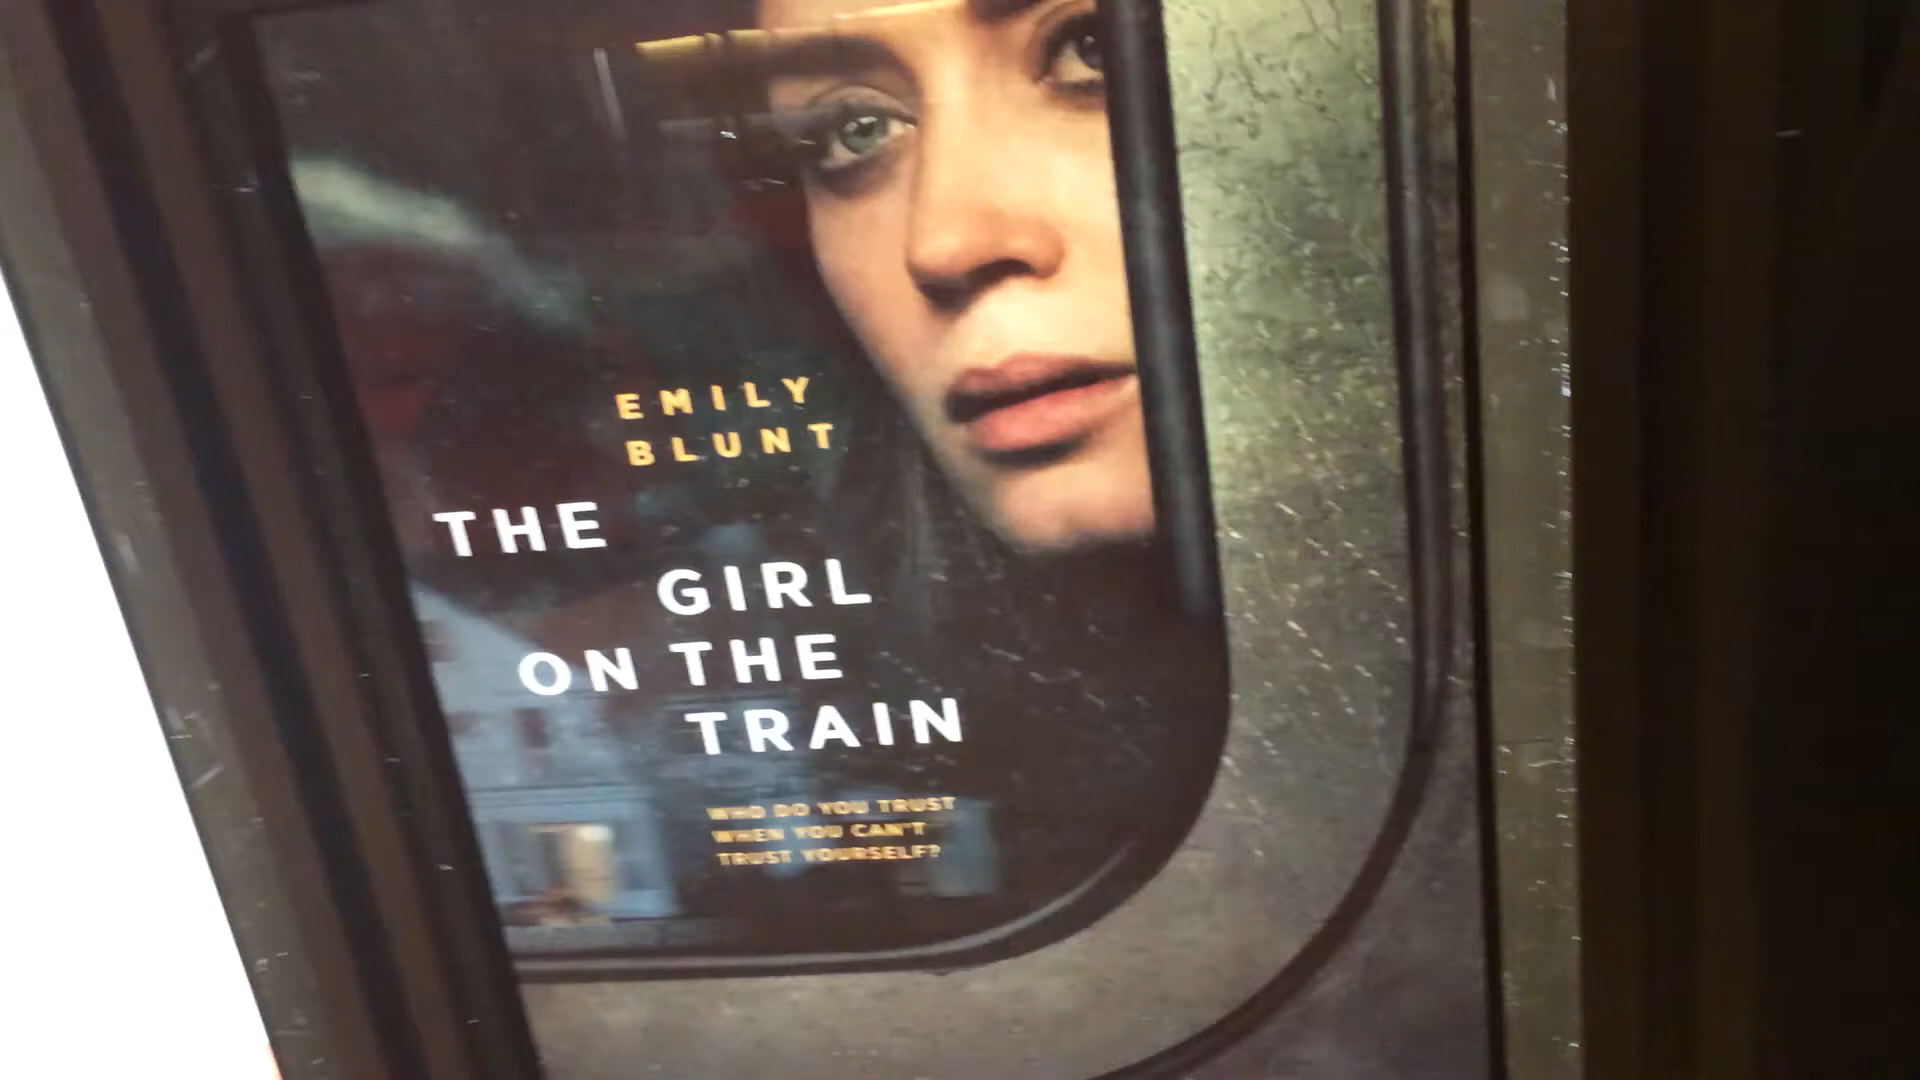 EMILY
BLUNT
THE
GIRL
ON THE
TRAIN
WHO DO YOU TRUST
WHEN YOU CAN'T
TRUST YOURSELF?